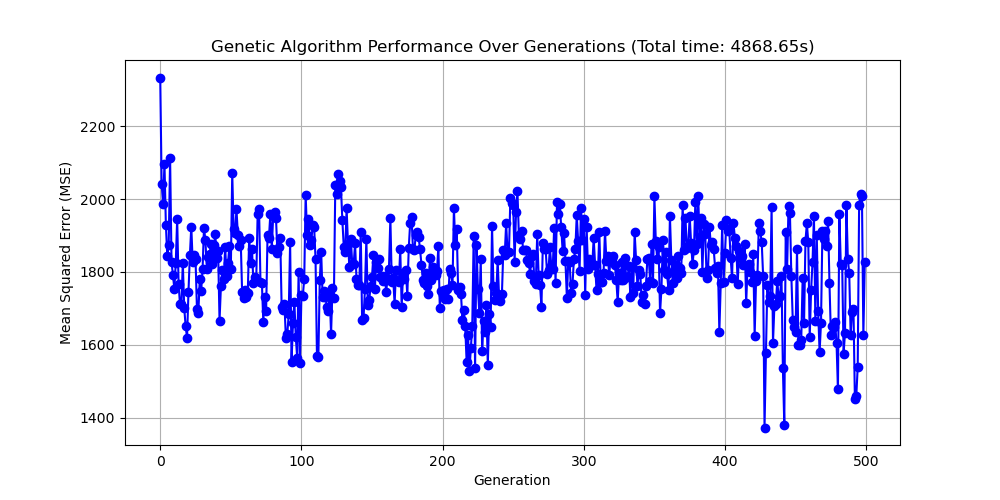 Genetic Algorithm Performance Over Generations (Total time: 4868.65s)
2200
2000
1800
1600
1400
Mean Squared Error (MSE)
0 100 200 300 400 500
Generation